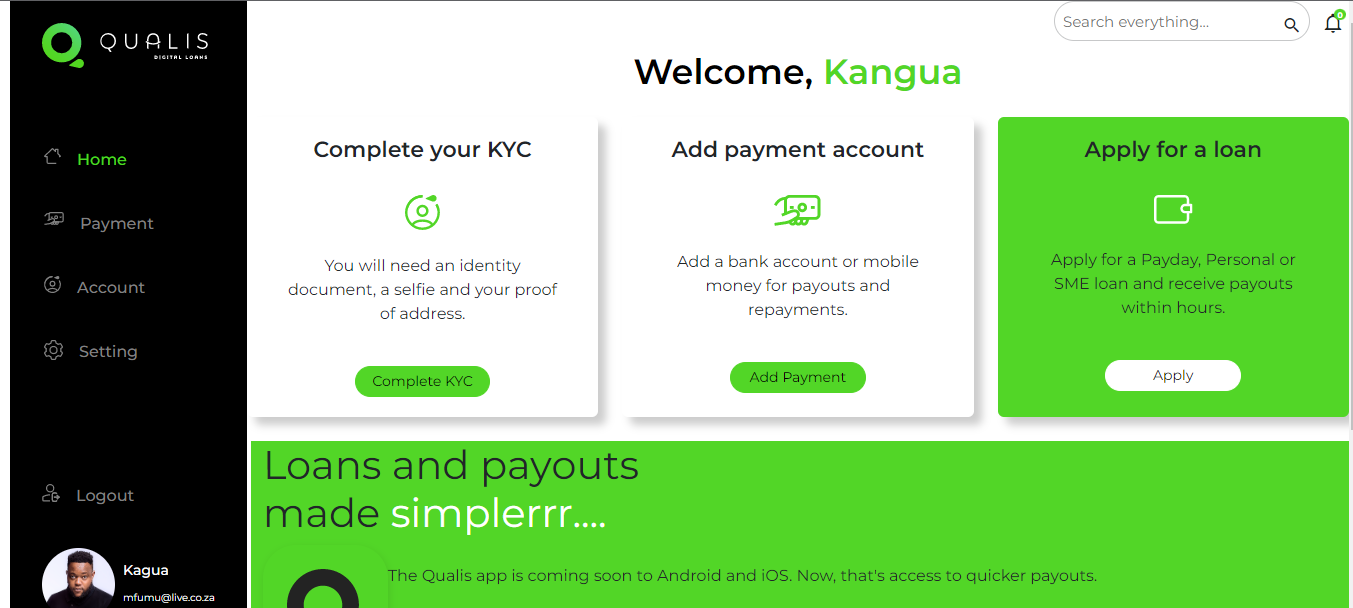 QUALIS
DIGITAL LOANS
Home
Payment
Account
Setting
Logout
Kagua
mfumu@live.co.za
Search everything...
0
Welcome, Kangua
Complete your KYC
You will need an identity
document, a selfie and your proof
of address.
Complete KYC
Add payment account
Add a bank account or mobile
money for payouts and
repayments.
Add Payment
Apply for a loan
Apply for a Payday, Personal or
SME loan and receive payouts
within hours.
Apply
Loans and payouts
made simplerrr....
The Qualis app is coming soon to Android and iOS. Now, that's access to quicker payouts.